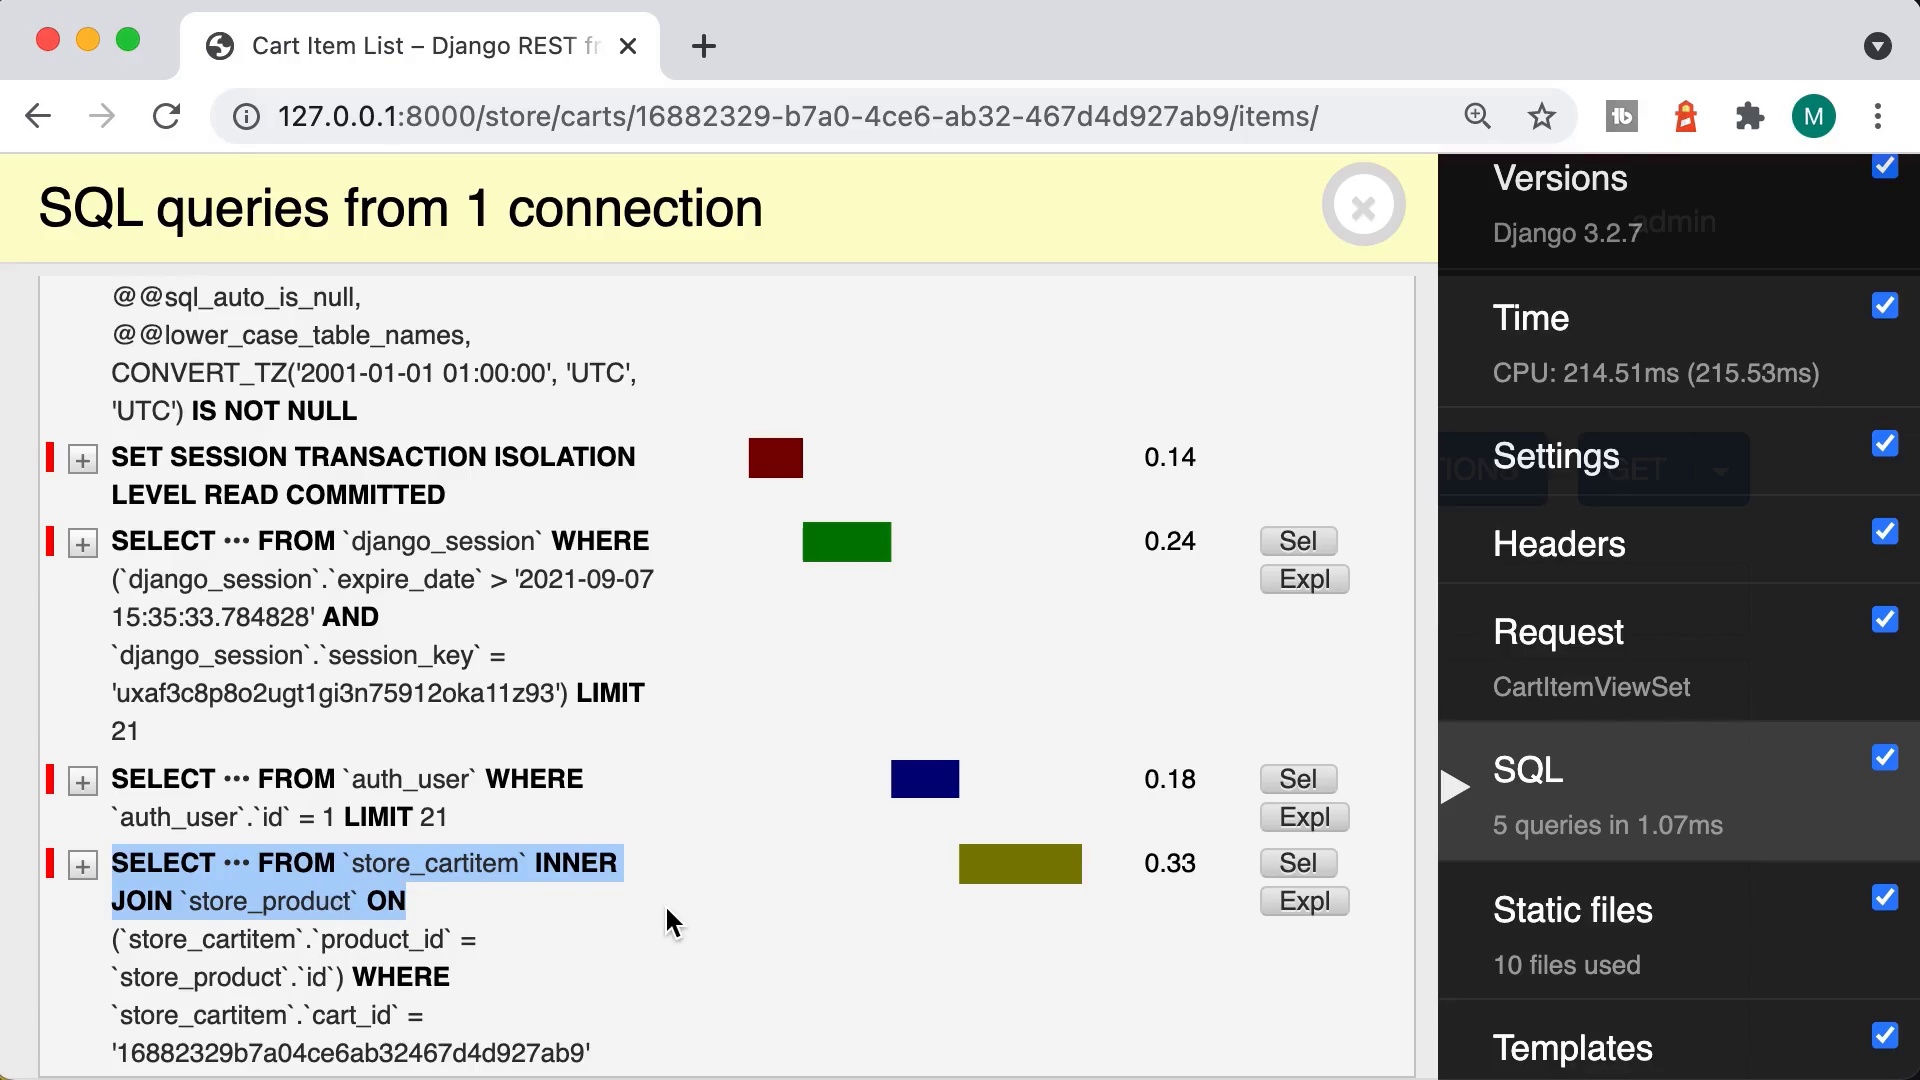 Cart Item List – Django REST fr
127.0.0.1:8000/store/carts/16882329-b7a0-4ce6-ab32-467d4d927ab9/items/
M
SQL queries from 1 connection
@@sql_auto_is_null,
@@lower_case_table_names,
CONVERT_TZ('2001-01-01 01:00:00', 'UTC',
'UTC') IS NOT NULL
SET SESSION TRANSACTION ISOLATION
LEVEL READ COMMITTED
0.14
SELECT ••• FROM `django_session` WHERE
(`django_session`.`expire_date` > '2021-09-07
15:35:33.784828' AND
`django_session`.`session_key` =
'uxaf3c8p8o2ugt1gi3n75912oka11z93') LIMIT
21
0.24
Sel
Expl
SELECT ••• FROM `auth_user` WHERE
`auth_user`.`id` = 1 LIMIT 21
0.18
Sel
Expl
SELECT ••• FROM `store_cartitem` INNER
JOIN `store_product` ON
(`store_cartitem`.`product_id` =
`store_product`.`id`) WHERE
`store_cartitem`.`cart_id` =
'16882329b7a04ce6ab32467d4d927ab9'
0.33
Sel
Expl
Versions
Django 3.2.7
admin
Time
CPU: 214.51ms (215.53ms)
Settings
IONS
GET
Headers
Request
CartItemViewSet
SQL
5 queries in 1.07ms
Static files
10 files used
Templates